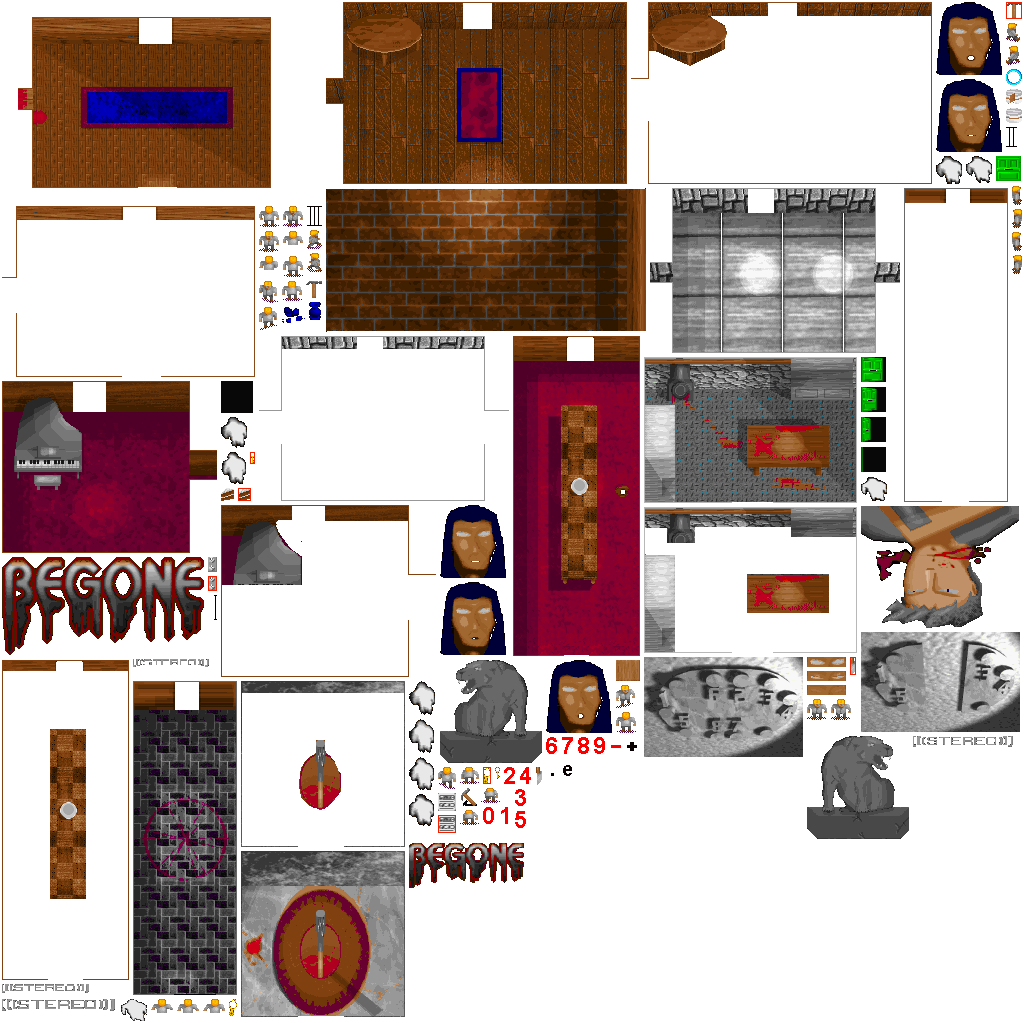 BEGONE
[((STEREO))]
6789-+
. e
24
3
015
[((STEREO))]
BEGONE
[((STEREO))]
[((STEREO))]